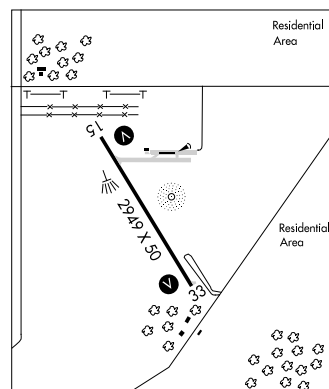 Residential
Area
15
V
2949 X 50
Residential
Area
V
33